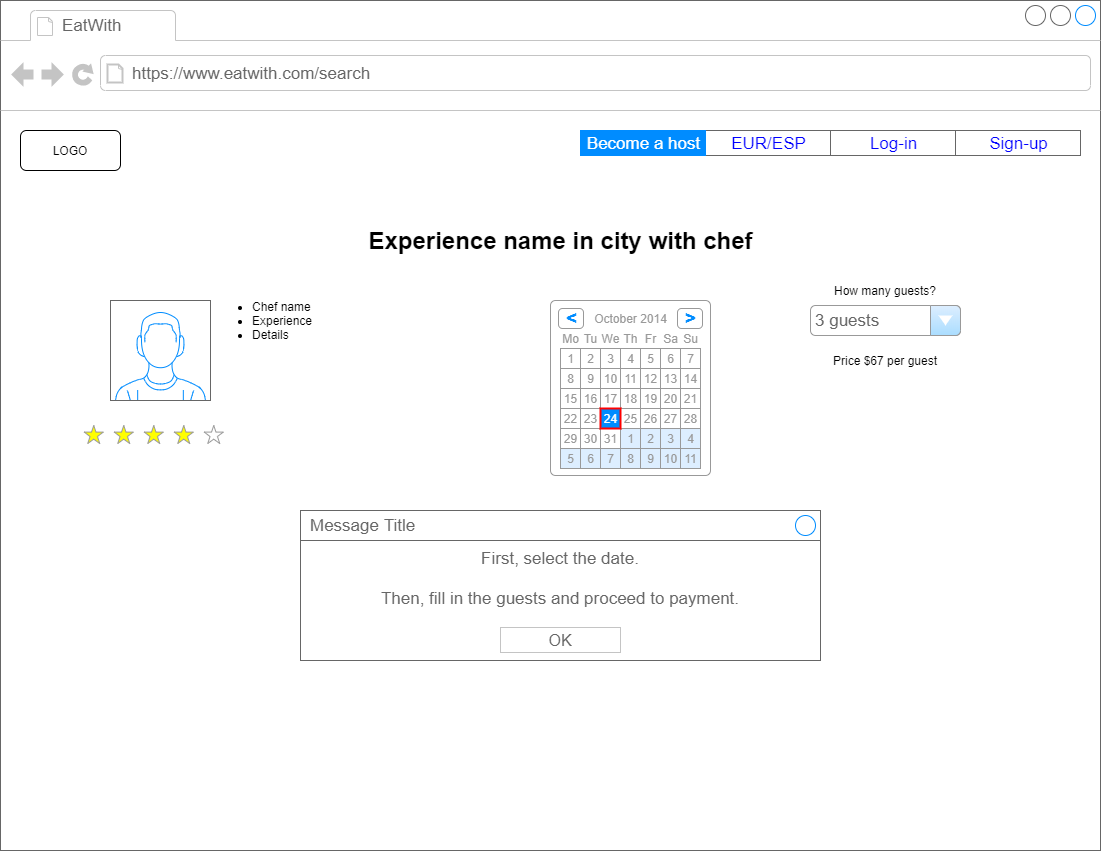 EatWith
https://www.eatwith.com/search
LOGO
Become a host EUR/ESP Log-in Sign-up
Experience name in city with chef
Chef name
Experience
Details
< October 2014 >
Mo Tu We Th Fr Sa Su
1 2 3 4 5 6 7
8 9 10 11 12 13 14
15 16 17 18 19 20 21
22 23 24 25 26 27 28
29 30 31 1 2 3 4
5 6 7 8 9 10 11
How many guests?
3 guests
Price $67 per guest
Message Title
First, select the date.
Then, fill in the guests and proceed to payment.
OK